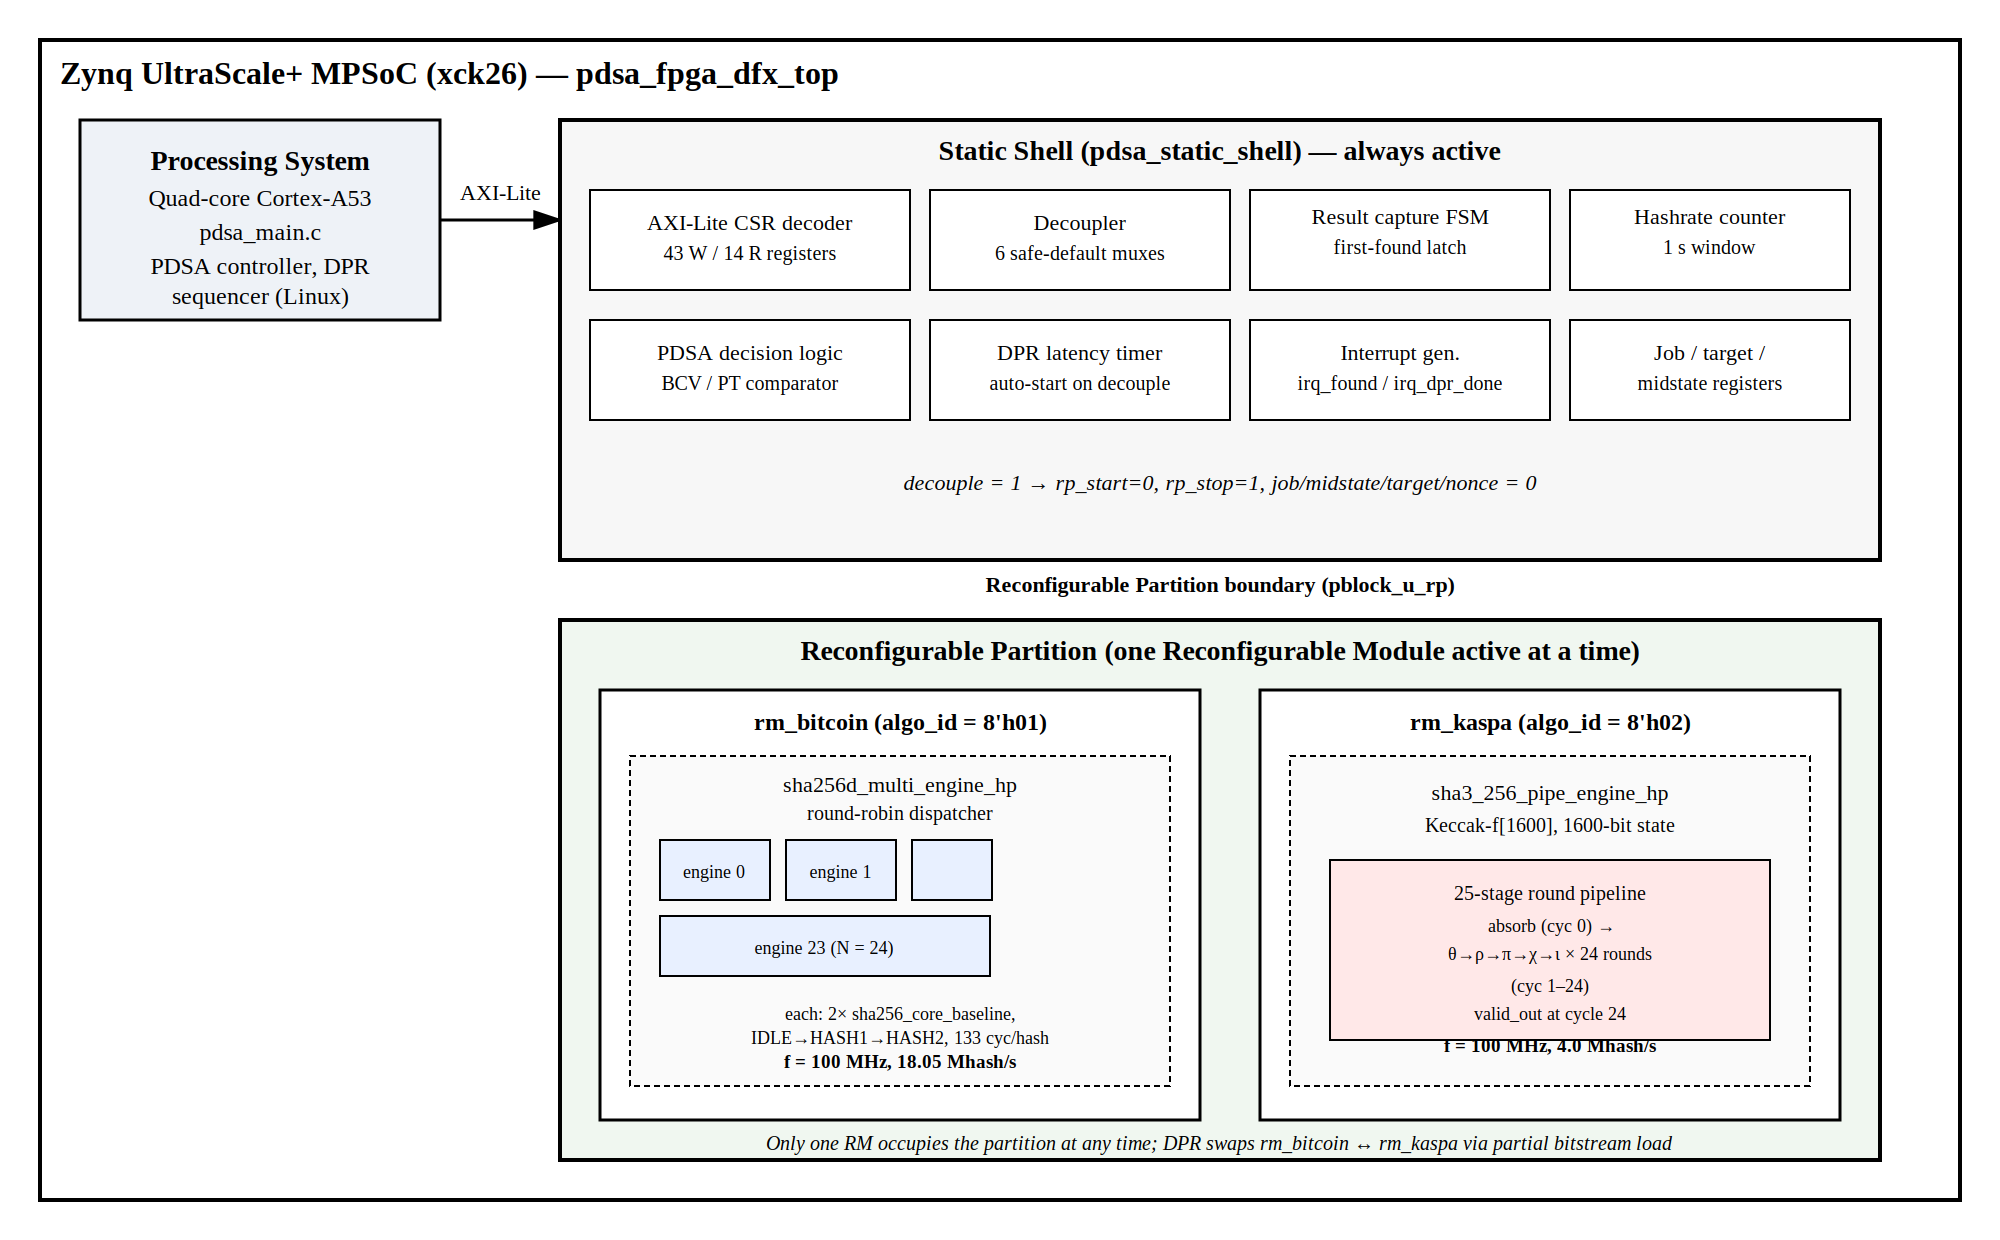 Zynq UltraScale+ MPSoC (xck26) — pdsa_fpga_dfx_top
Processing System
Quad-core Cortex-A53
pdsa_main.c
PDSA controller, DPR
sequencer (Linux)
AXI-Lite
Static Shell (pdsa_static_shell) — always active
AXI-Lite CSR decoder
43 W / 14 R registers
Decoupler
6 safe-default muxes
Result capture FSM
first-found latch
Hashrate counter
1 s window
PDSA decision logic
BCV / PT comparator
DPR latency timer
auto-start on decouple
Interrupt gen.
irq_found / irq_dpr_done
Job / target /
midstate registers
decouple = 1 → rp_start=0, rp_stop=1, job/midstate/target/nonce = 0
Reconfigurable Partition boundary (pblock_u_rp)
Reconfigurable Partition (one Reconfigurable Module active at a time)
rm_bitcoin (algo_id = 8'h01)
sha256d_multi_engine_hp
round-robin dispatcher
engine 0
engine 1
engine 23 (N = 24)
each: 2× sha256_core_baseline,
IDLE→HASH1→HASH2, 133 cyc/hash
f = 100 MHz, 18.05 Mhash/s
rm_kaspa (algo_id = 8'h02)
sha3_256_pipe_engine_hp
Keccak-f[1600], 1600-bit state
25-stage round pipeline
absorb (cyc 0) →
θ→ρ→π→χ→ι × 24 rounds
(cyc 1–24)
valid_out at cycle 24
f = 100 MHz, 4.0 Mhash/s
Only one RM occupies the partition at any time; DPR swaps rm_bitcoin ↔ rm_kaspa via partial bitstream load